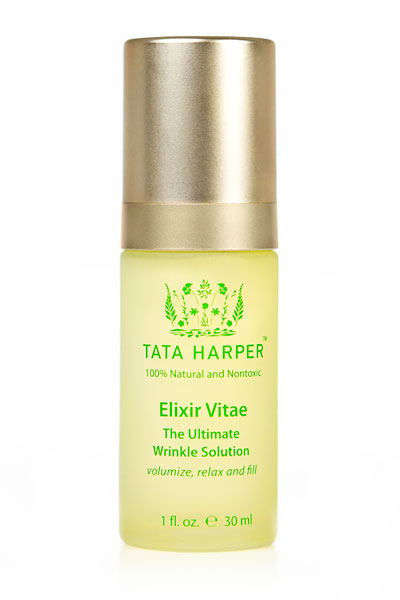 TATA HARPER™
100% Natural and Nontoxic
Elixir Vitae
The Ultimate
Wrinkle Solution
volumize, relax and fill
1 fl. oz. ℮ 30 ml